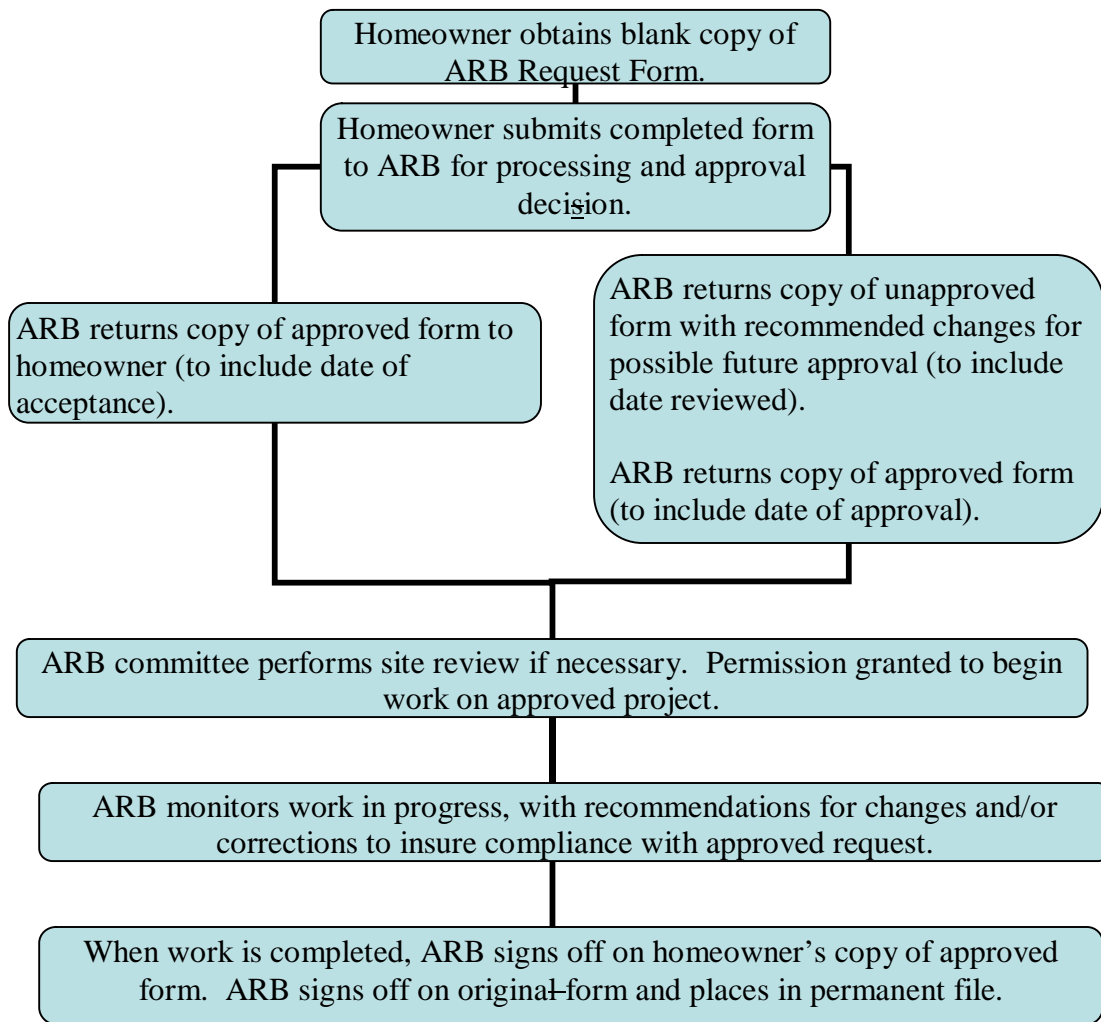 Homeowner obtains blank copy of
ARB Request Form.
Homeowner submits completed form
to ARB for processing and approval
decision.
ARB returns copy of approved form to
homeowner (to include date of
acceptance).
ARB returns copy of unapproved
form with recommended changes for
possible future approval (to include
date reviewed).
ARB returns copy of approved form
(to include date of approval).
ARB committee performs site review if necessary.  Permission granted to begin
work on approved project.
ARB monitors work in progress, with recommendations for changes and/or
corrections to insure compliance with approved request.
When work is completed, ARB signs off on homeowner’s copy of approved
form.  ARB signs off on original form and places in permanent file.